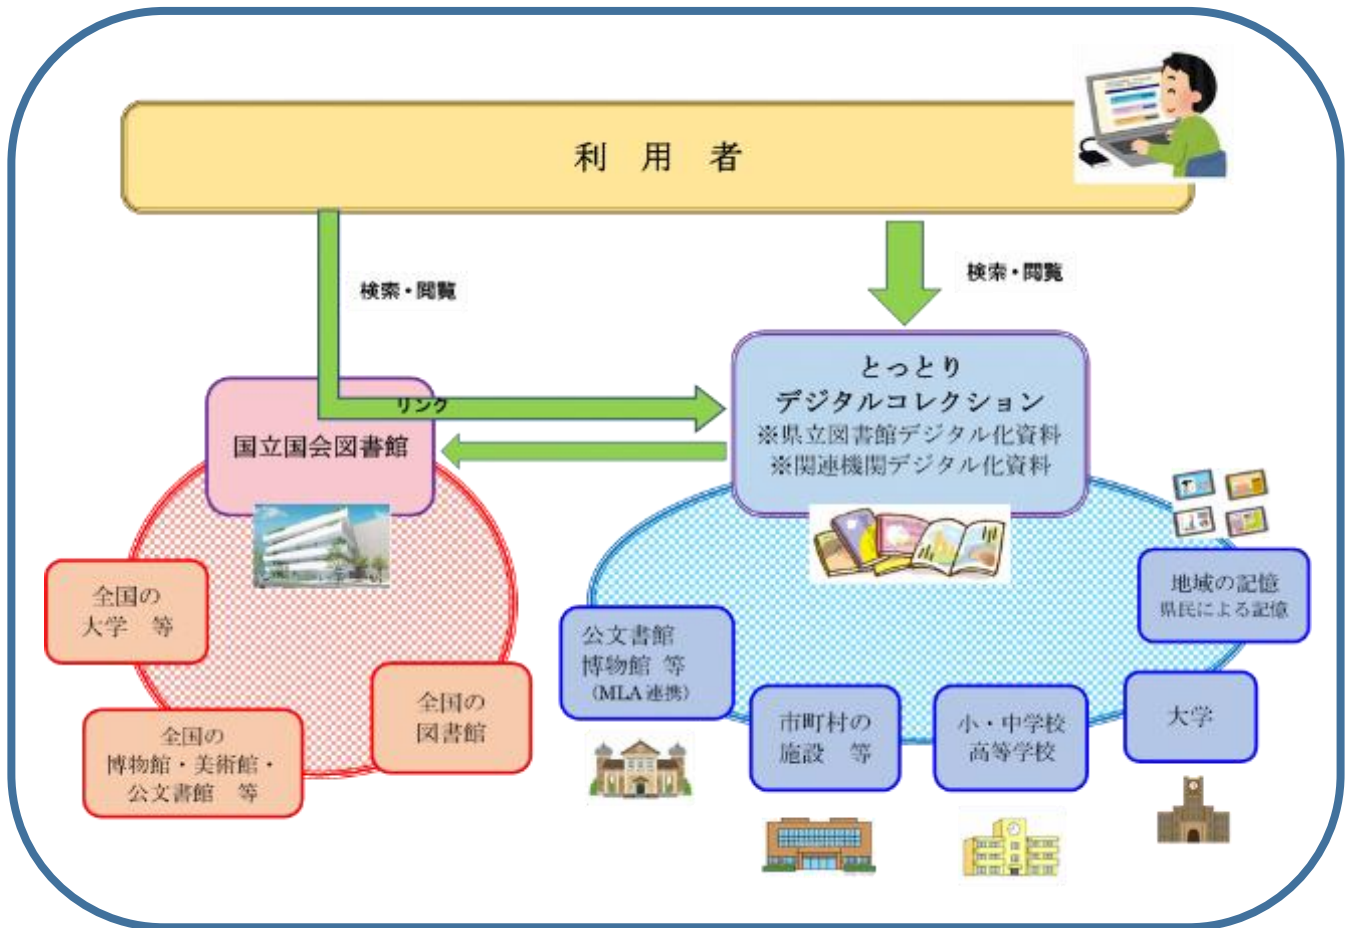 利 用 者
検索・閲覧
検索・閲覧
リンク
とっとり
デジタルコレクション
※県立図書館デジタル化資料
※関連機関デジタル化資料
国立国会図書館
全国の
大学 等
全国の
博物館・美術館・
公文書館 等
全国の
図書館
公文書館
博物館 等
(MLA 連携)
市町村の
施設 等
小・中学校
高等学校
大学
地域の記憶
県民による記憶